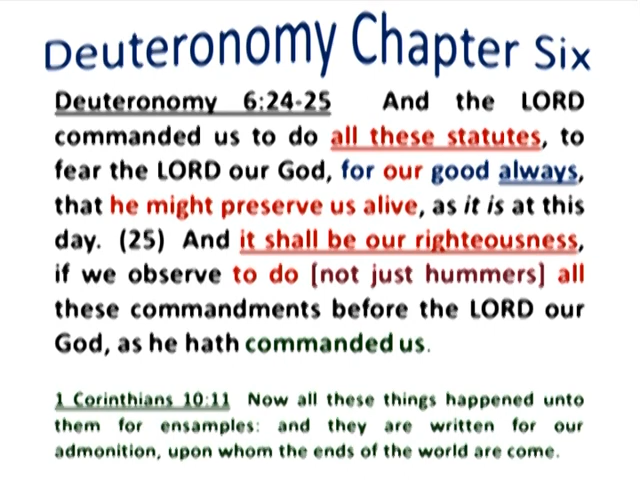 Deuteronomy Chapter Six
Deuteronomy 6:24-25 And the LORD
commanded us to do all these statutes, to
fear the LORD our God, for our good always,
that he might preserve us alive, as it is at this
day. (25) And it shall be our righteousness,
if we observe to do [not just hummers] all
these commandments before the LORD our
God, as he hath commanded us.
1 Corinthians 10:11 Now all these things happened unto
them for ensamples: and they are written for our
admonition, upon whom the ends of the world are come.